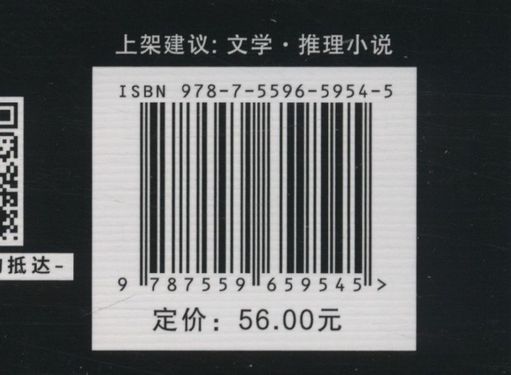 上架建议: 文学·推理小说
ISBN 978-7-5596-5954-5
9 787559 659545 >
定价: 56.00元
抵达-